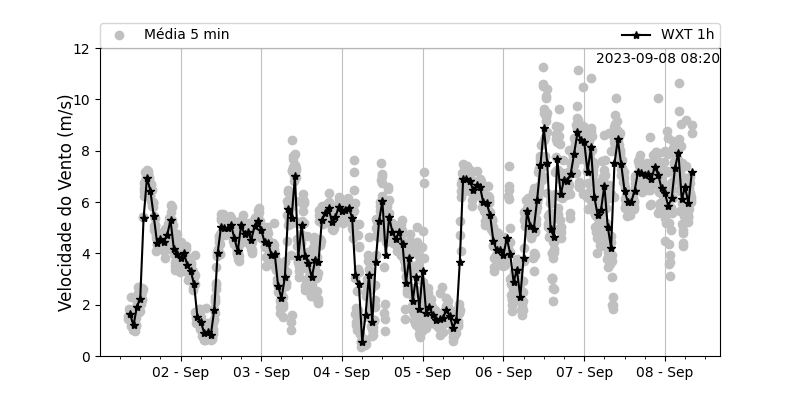 Média 5 min
WXT 1h
2023-09-08 08:20
Velocidade do Vento (m/s)
12
10
8
6
4
2
0
02 - Sep
03 - Sep
04 - Sep
05 - Sep
06 - Sep
07 - Sep
08 - Sep